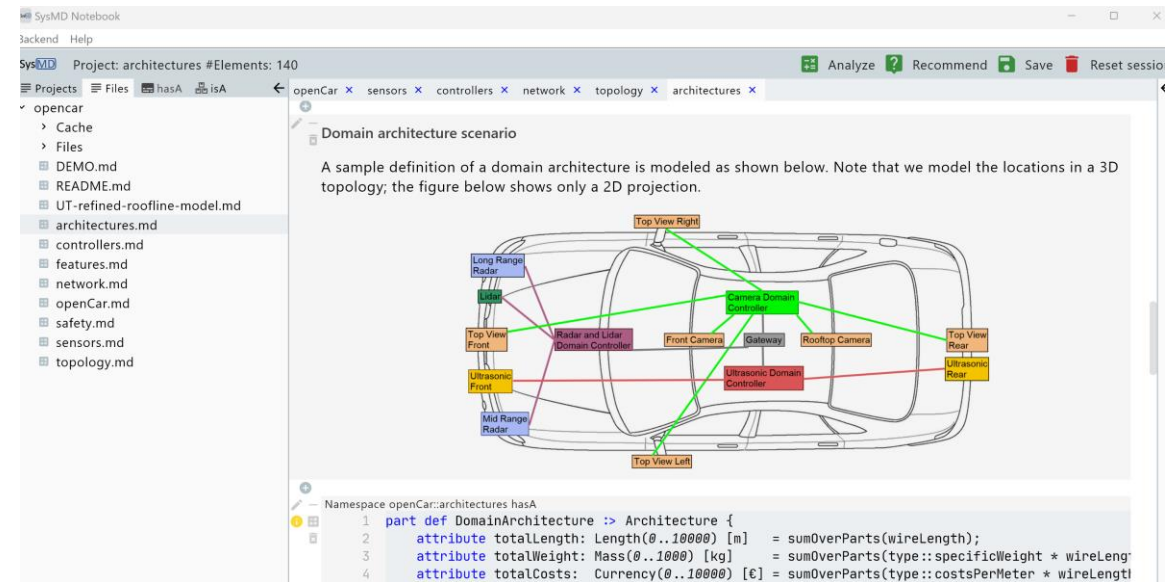 SysMD Notebook
Backend Help
SysMD Project: architectures #Elements: 140
Analyze Recommend Save Reset sessio
Projects Files hasA isA
openCar × sensors × controllers × network × topology × architectures ×
opencar
Cache
Files
DEMO.md
README.md
UT-refined-roofline-model.md
architectures.md
controllers.md
features.md
network.md
openCar.md
safety.md
sensors.md
topology.md
Domain architecture scenario
A sample definition of a domain architecture is modeled as shown below. Note that we model the locations in a 3D
topology; the figure below shows only a 2D projection.
Top View Right
Long Range
Radar
Lidar
Camera Domain
Controller
Top View
Front
Radar and Lidar
Domain Controller
Front Camera
Gateway
Rooftop Camera
Top View
Rear
Ultrasonic
Front
Ultrasonic Domain
Controller
Ultrasonic
Rear
Mid Range
Radar
Top View Left
Namespace openCar::architectures hasA
1 part def DomainArchitecture :> Architecture {
2 attribute totalLength: Length(0..10000) [m] = sumOverParts(wireLength);
3 attribute totalWeight: Mass(0..1000) [kg] = sumOverParts(type::specificWeight * wireLeng
4 attribute totalCosts: Currency(0..10000) [€] = sumOverParts(type::costsPerMeter * wireLengt